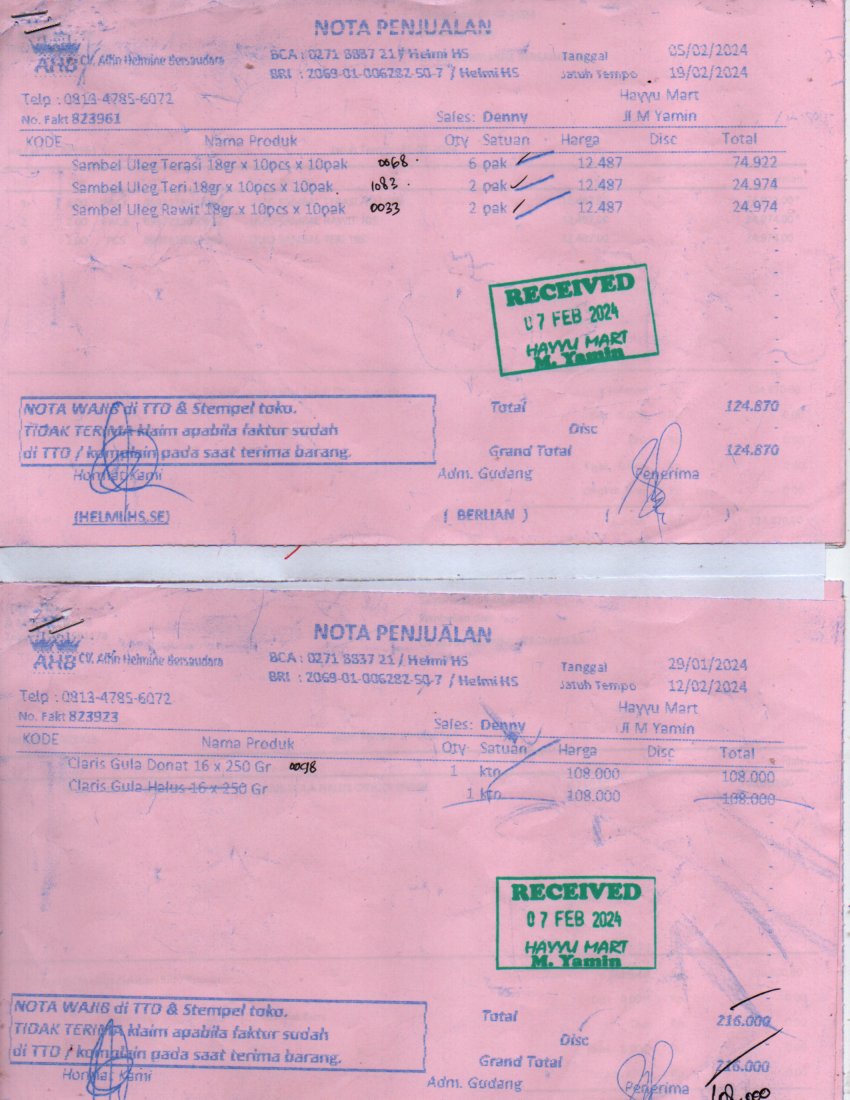 NOTA PENJUALAN
AHB CV. Alfin Helmine Bersaudara
BCA : 0271 8837 21 / Helmi HS
Tanggal 05/02/2024
BRI : 2069-01-006282-50-7 / Helmi HS
Jatuh Tempo 19/02/2024
Telp : 0813-4785-6072
Hayyu Mart
No. Fakt 823961
Sales: Denny
Jl M Yamin
KODE Nama Produk Qty Satuan Harga Disc Total
Sambel Uleg Terasi 18gr x 10pcs x 10pak 0068 6 pak 12.487 74.922
Sambel Uleg Teri 18gr x 10pcs x 10pak 1083 2 pak 12.487 24.974
Sambel Uleg Rawit 18gr x 10pcs x 10pak 0033 2 pak 12.487 24.974
RECEIVED
07 FEB 2024
HAYYU MART
M. Yamin
NOTA WAJIB di TTD & Stempel toko.
TIDAK TERIMA klaim apabila faktur sudah
di TTD / komplain pada saat terima barang.
Total 124.870
Disc
Grand Total 124.870
Hormat Kami
Adm. Gudang
Penerima
(HELMI HS,SE)
( BERLIAN )
( )
NOTA PENJUALAN
AHB CV. Alfin Helmine Bersaudara
BCA : 0271 8837 21 / Helmi HS
Tanggal 29/01/2024
BRI : 2069-01-006282-50-7 / Helmi HS
Jatuh Tempo 12/02/2024
Telp : 0813-4785-6072
Hayyu Mart
No. Fakt 823923
Sales: Denny
Jl M Yamin
KODE Nama Produk Qty Satuan Harga Disc Total
Claris Gula Donat 16 x 250 Gr 0098 1 ktn 108.000 108.000
Claris Gula Halus 16 x 250 Gr 1 ktn 108.000 108.000
RECEIVED
07 FEB 2024
HAYYU MART
M. Yamin
NOTA WAJIB di TTD & Stempel toko.
TIDAK TERIMA klaim apabila faktur sudah
di TTD / komplain pada saat terima barang.
Total 216.000
Disc
Grand Total 216.000
Hormat Kami
Adm. Gudang
Penerima
108.000